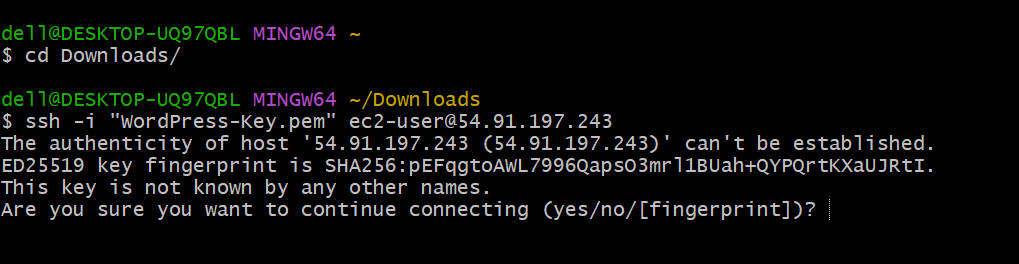 dell@DESKTOP-UQ97QBL MINGW64 ~
$ cd Downloads/
dell@DESKTOP-UQ97QBL MINGW64 ~/Downloads
$ ssh -i "WordPress-Key.pem" ec2-user@54.91.197.243
The authenticity of host '54.91.197.243 (54.91.197.243)' can't be established.
ED25519 key fingerprint is SHA256:pEFqgtoAWL7996QapsO3mrl1BUah+QYPQrtKXaUJRtI.
This key is not known by any other names.
Are you sure you want to continue connecting (yes/no/[fingerprint])?